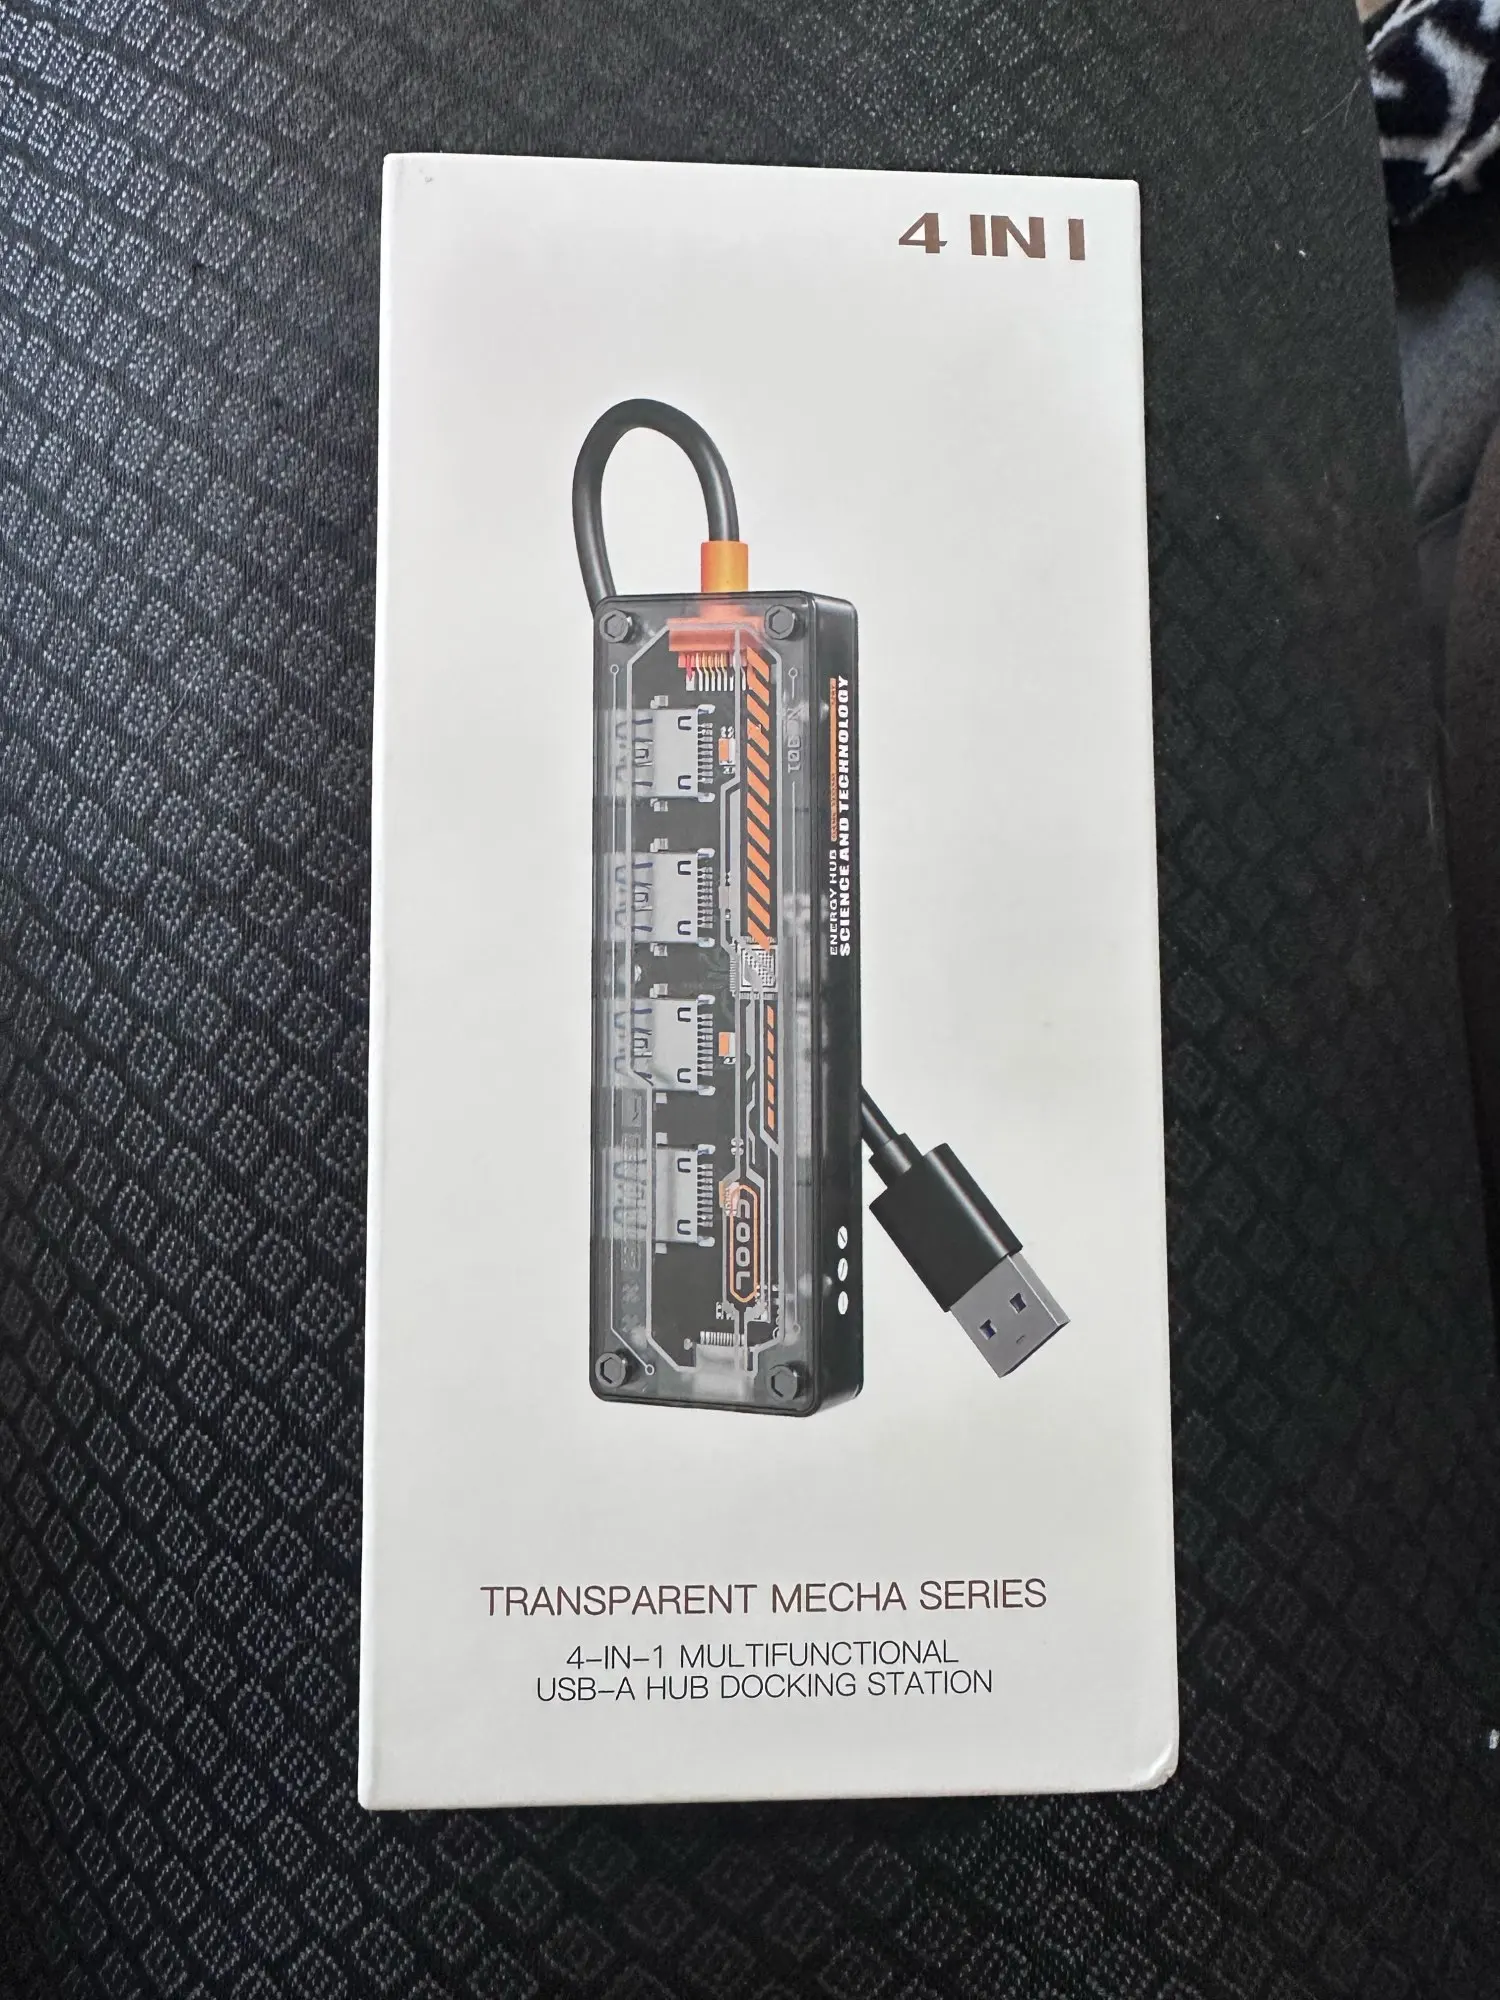 4 IN 1
ENERGY HUB
SCIENCE AND TECHNOLOGY
COOL
TRANSPARENT MECHA SERIES
4-IN-1 MULTIFUNCTIONAL
USB-A HUB DOCKING STATION